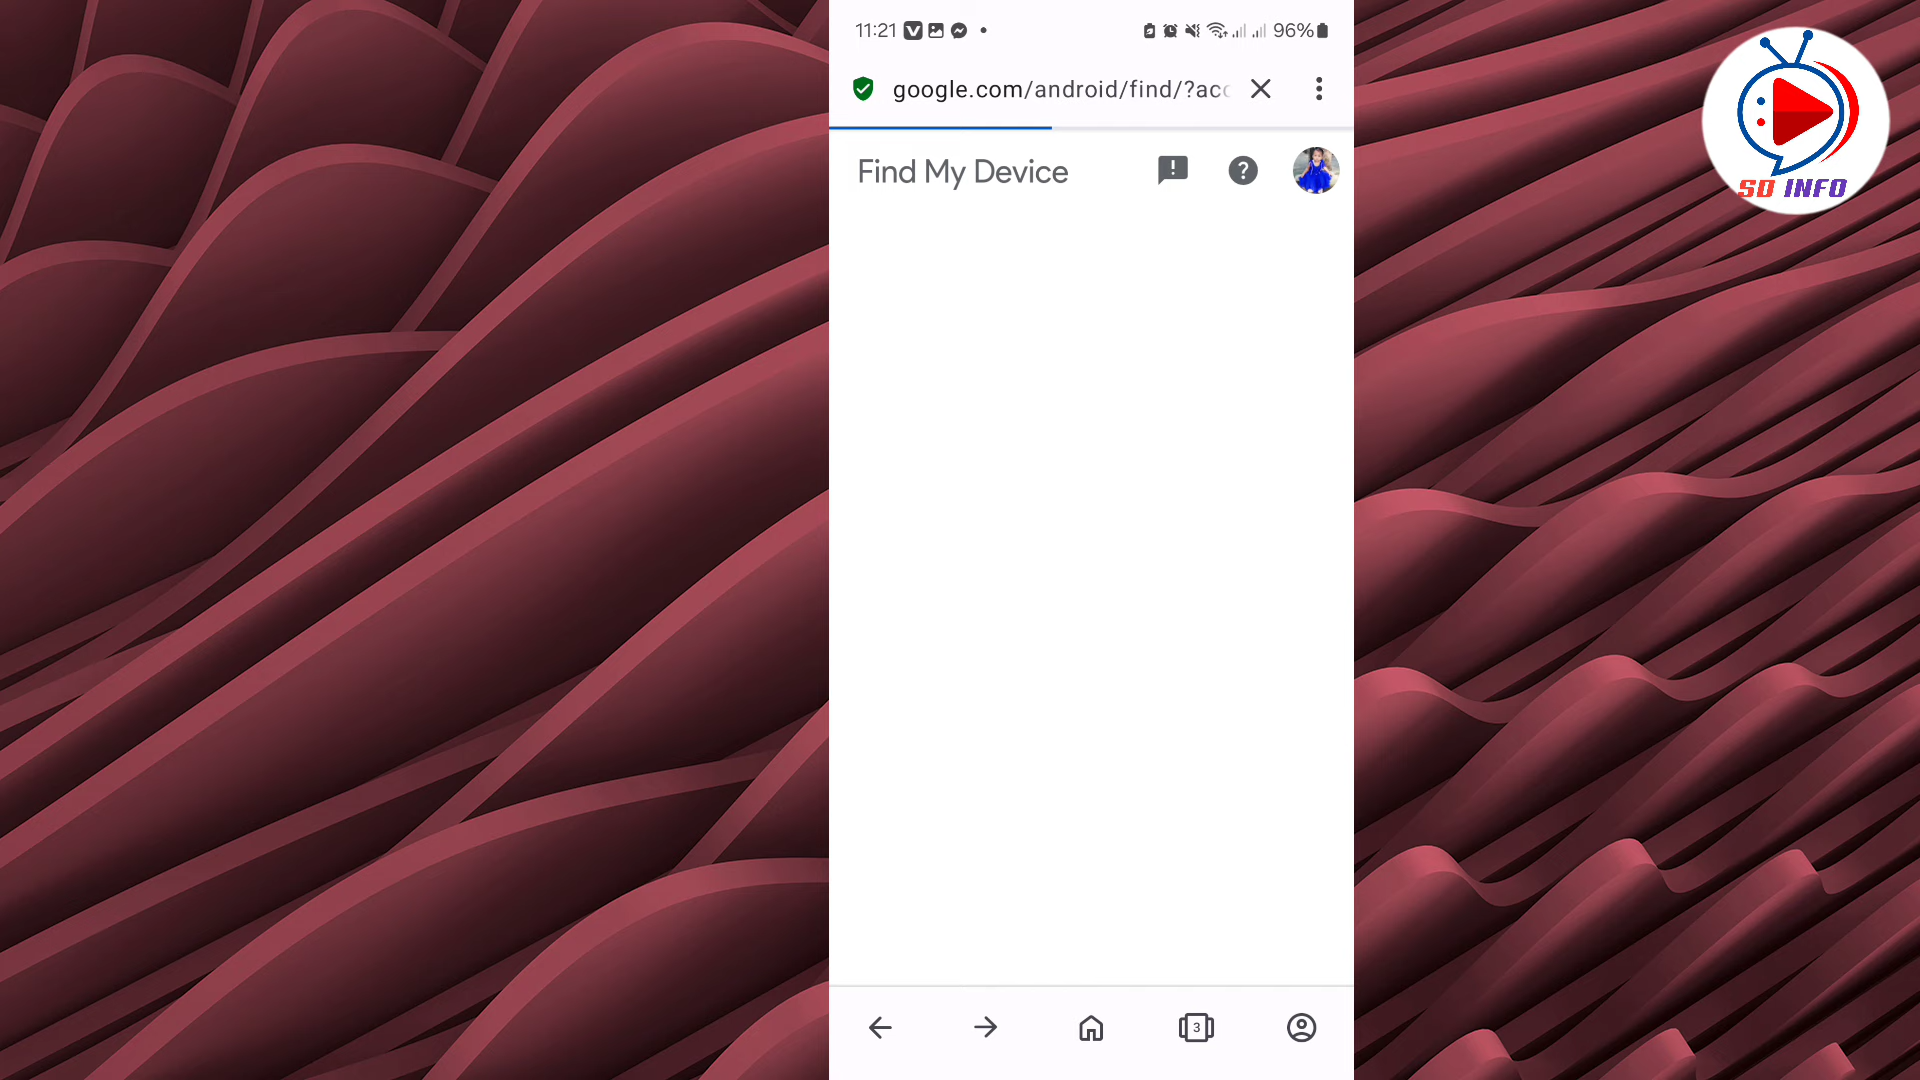 11:21
96%
google.com/android/find/?acc
Find My Device
SD INFO
3